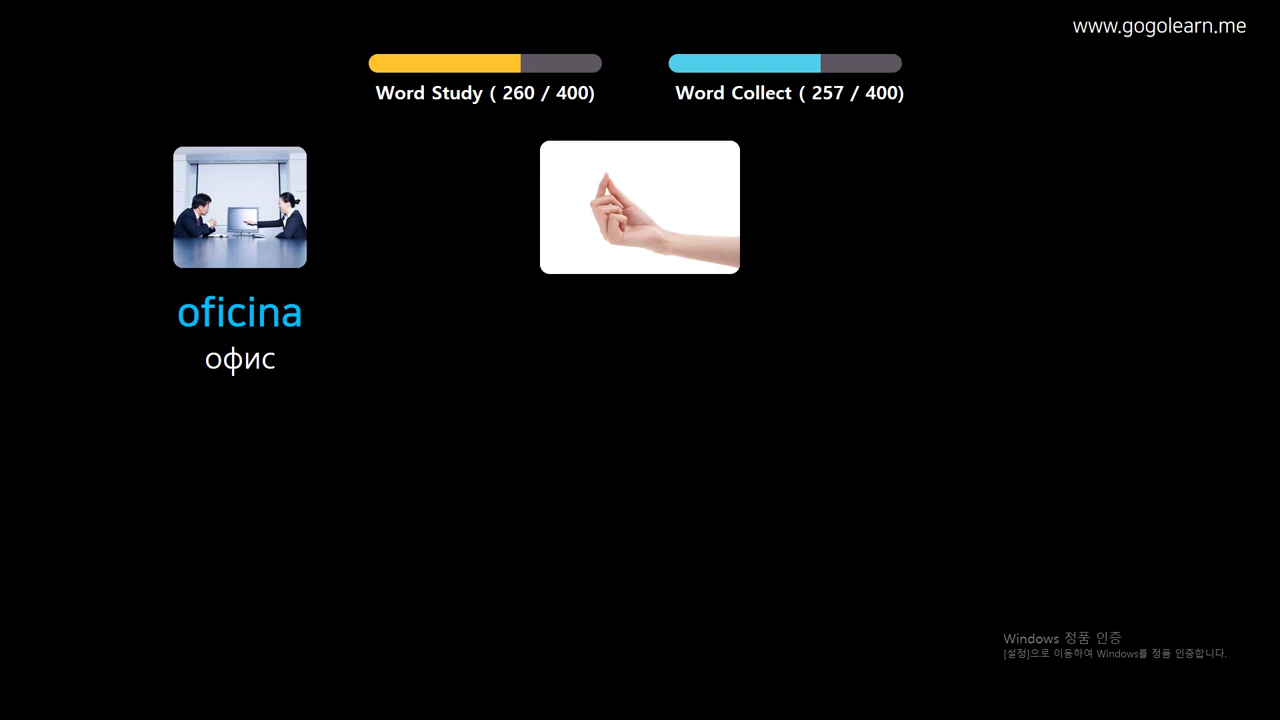 www.gogolearn.me
Word Study ( 260 / 400)
Word Collect ( 257 / 400)
oficina
офис
Windows 정품 인증
[설정]으로 이동하여 Windows를 정품 인증합니다.